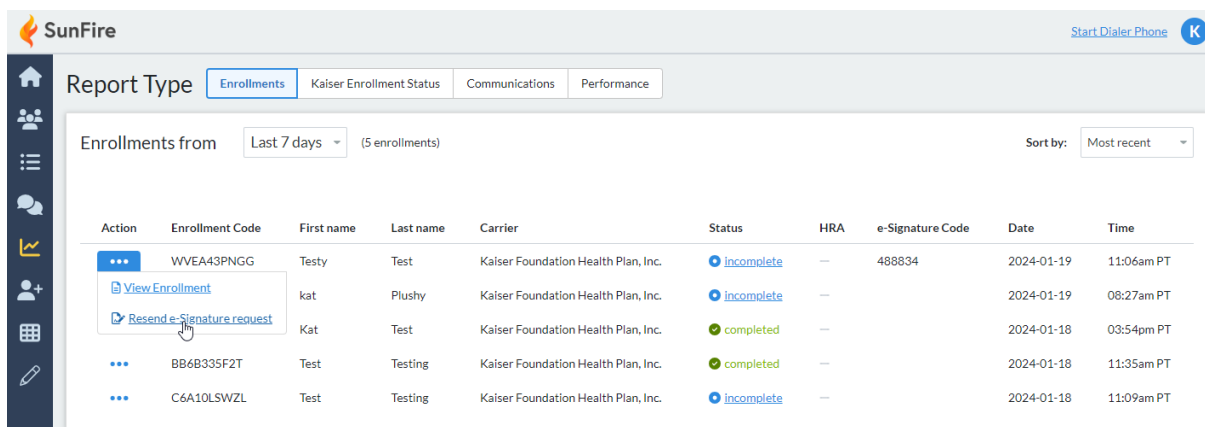 SunFire
Start Dialer Phone K
Report Type Enrollments Kaiser Enrollment Status Communications Performance
Enrollments from Last 7 days (5 enrollments) Sort by: Most recent
Action Enrollment Code First name Last name Carrier Status HRA e-Signature Code Date Time
WVEA43PNGG Testy Test Kaiser Foundation Health Plan, Inc. incomplete — 488834 2024-01-19 11:06am PT
View Enrollment
kat Plushy Kaiser Foundation Health Plan, Inc. incomplete — 2024-01-19 08:27am PT
Resend e-Signature request
Kat Test Kaiser Foundation Health Plan, Inc. completed — 2024-01-18 03:54pm PT
BB6B335F2T Test Testing Kaiser Foundation Health Plan, Inc. completed — 2024-01-18 11:35am PT
C6A10LSWZL Test Testing Kaiser Foundation Health Plan, Inc. incomplete — 2024-01-18 11:09am PT